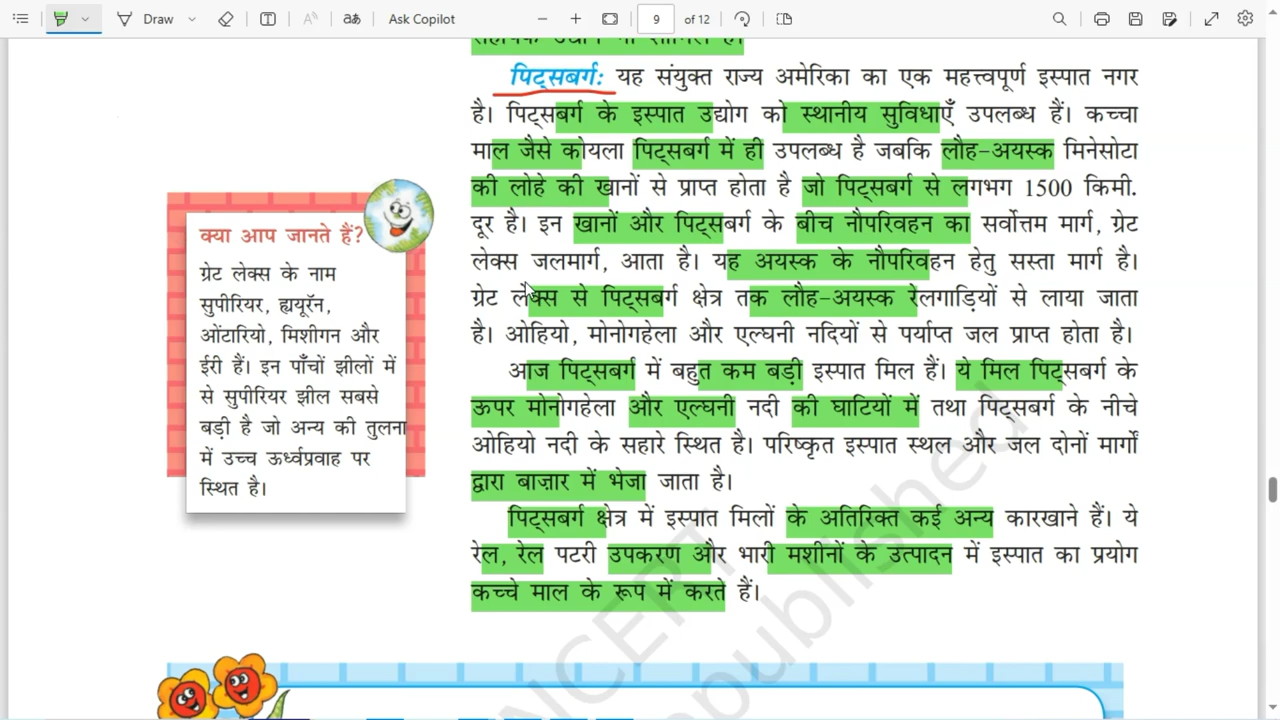 Draw
Ask Copilot
9 of 12
सहायक उद्योग भी शामिल हैं।
पिट्सबर्ग: यह संयुक्त राज्य अमेरिका का एक महत्त्वपूर्ण इस्पात नगर
है। पिट्सबर्ग के इस्पात उद्योग को स्थानीय सुविधाएँ उपलब्ध हैं। कच्चा
माल जैसे कोयला पिट्सबर्ग में ही उपलब्ध है जबकि लौह-अयस्क मिनेसोटा
की लोहे की खानों से प्राप्त होता है जो पिट्सबर्ग से लगभग 1500 किमी.
दूर है। इन खानों और पिट्सबर्ग के बीच नौपरिवहन का सर्वोत्तम मार्ग, ग्रेट
लेक्स जलमार्ग, आता है। यह अयस्क के नौपरिवहन हेतु सस्ता मार्ग है।
ग्रेट लेक्स से पिट्सबर्ग क्षेत्र तक लौह-अयस्क रेलगाड़ियों से लाया जाता
है। ओहियो, मोनोगहेला और एल्घनी नदियों से पर्याप्त जल प्राप्त होता है।
आज पिट्सबर्ग में बहुत कम बड़ी इस्पात मिल हैं। ये मिल पिट्सबर्ग के
ऊपर मोनोगहेला और एल्घनी नदी की घाटियों में तथा पिट्सबर्ग के नीचे
ओहियो नदी के सहारे स्थित है। परिष्कृत इस्पात स्थल और जल दोनों मार्गों
द्वारा बाज़ार में भेजा जाता है।
पिट्सबर्ग क्षेत्र में इस्पात मिलों के अतिरिक्त कई अन्य कारखाने हैं। ये
रेल, रेल पटरी उपकरण और भारी मशीनों के उत्पादन में इस्पात का प्रयोग
कच्चे माल के रूप में करते हैं।
क्या आप जानते हैं?
ग्रेट लेक्स के नाम
सुपीरियर, ह्ययूरॅन,
ओंटारियो, मिशीगन और
ईरी हैं। इन पाँचों झीलों में
से सुपीरियर झील सबसे
बड़ी है जो अन्य की तुलना
में उच्च ऊर्ध्वप्रवाह पर
स्थित है।